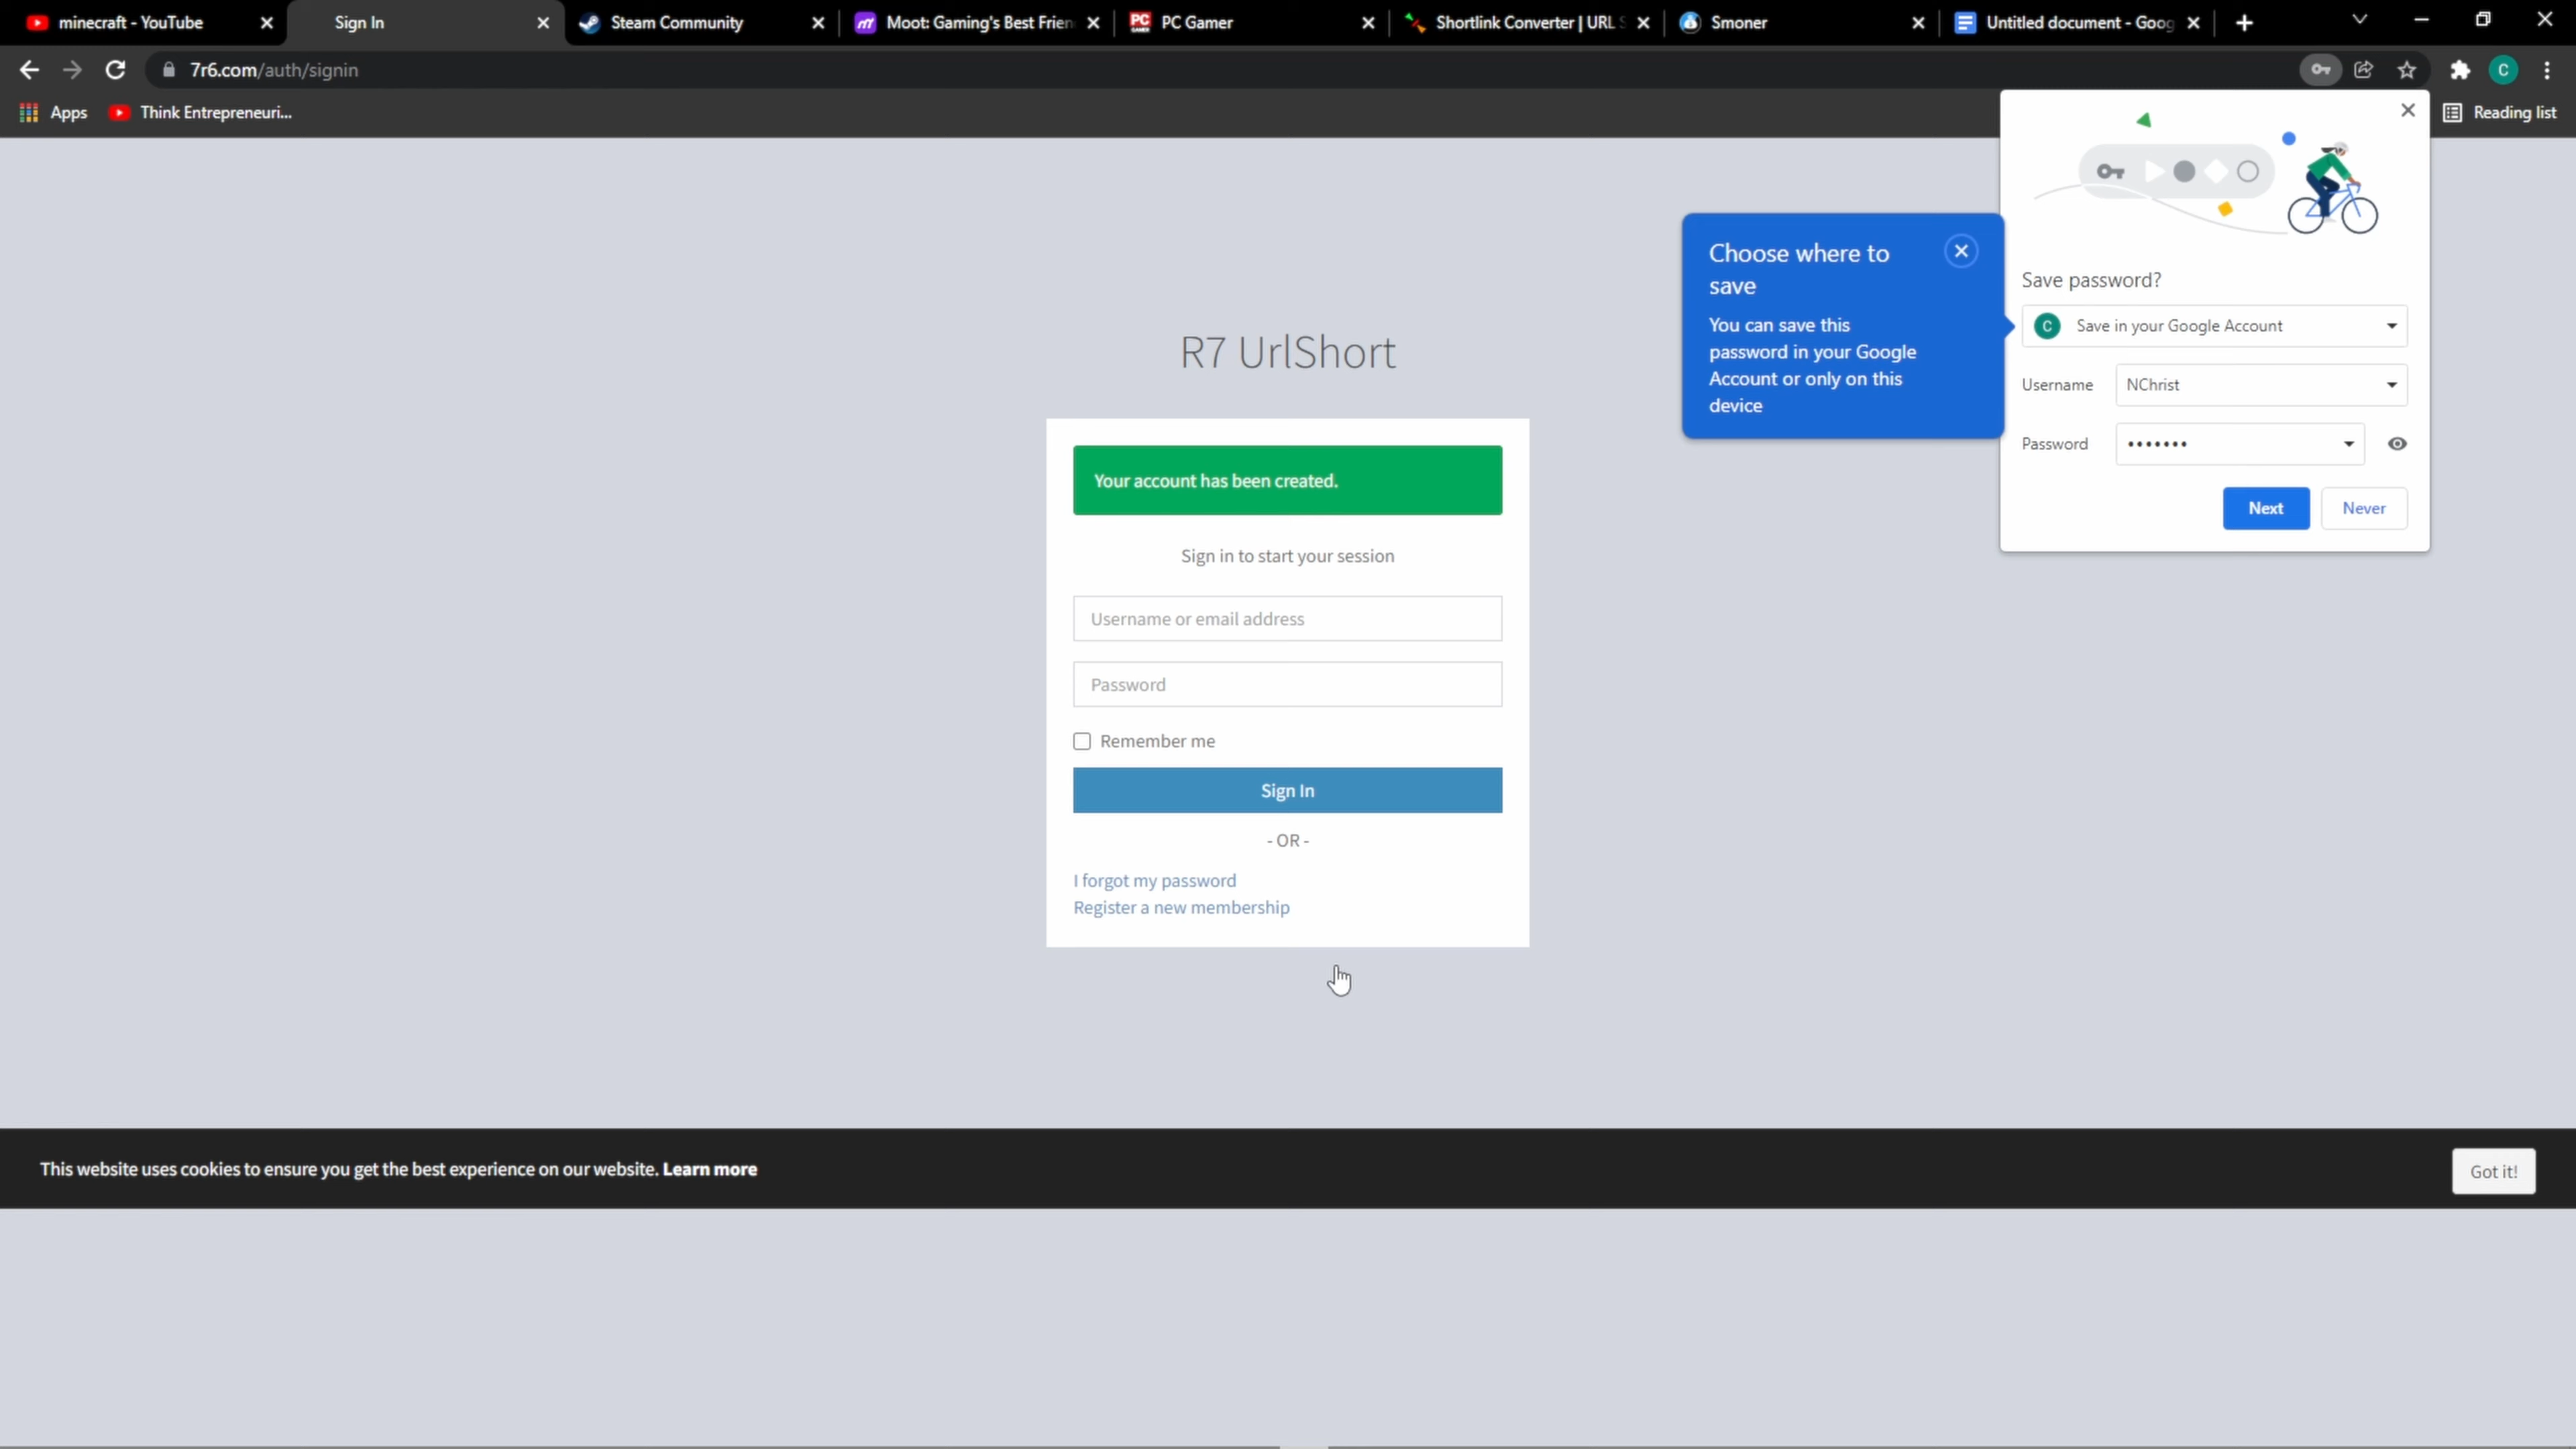 minecraft - YouTube
Sign In
Steam Community
Moot: Gaming's Best Frien
PC Gamer
Shortlink Converter | URL S
Smoner
Untitled document - Goog
7r6.com/auth/signin
C
Apps
Think Entrepreneuri...
Reading list
Choose where to
save
You can save this
password in your Google
Account or only on this
device
Save password?
C Save in your Google Account
Username NChrist
Password •••••••
Next Never
R7 UrlShort
Your account has been created.
Sign in to start your session
Username or email address
Password
Remember me
Sign In
- OR -
I forgot my password
Register a new membership
This website uses cookies to ensure you get the best experience on our website. Learn more
Got it!